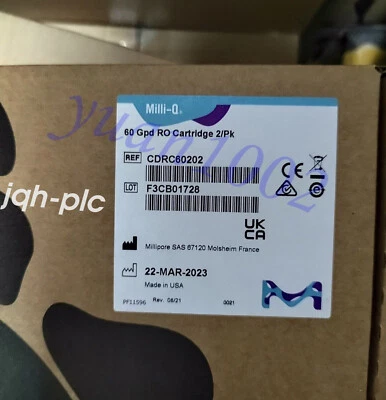 Milli-Q®
60 Gpd RO Cartridge 2/Pk
REF CDRC60202
LOT F3CB01728
CE
UK
CA
Millipore SAS 67120 Molsheim France
22-MAR-2023
Made in USA
PF11596 Rev. 08/21 0021
M
jqh-plc
yuan1002